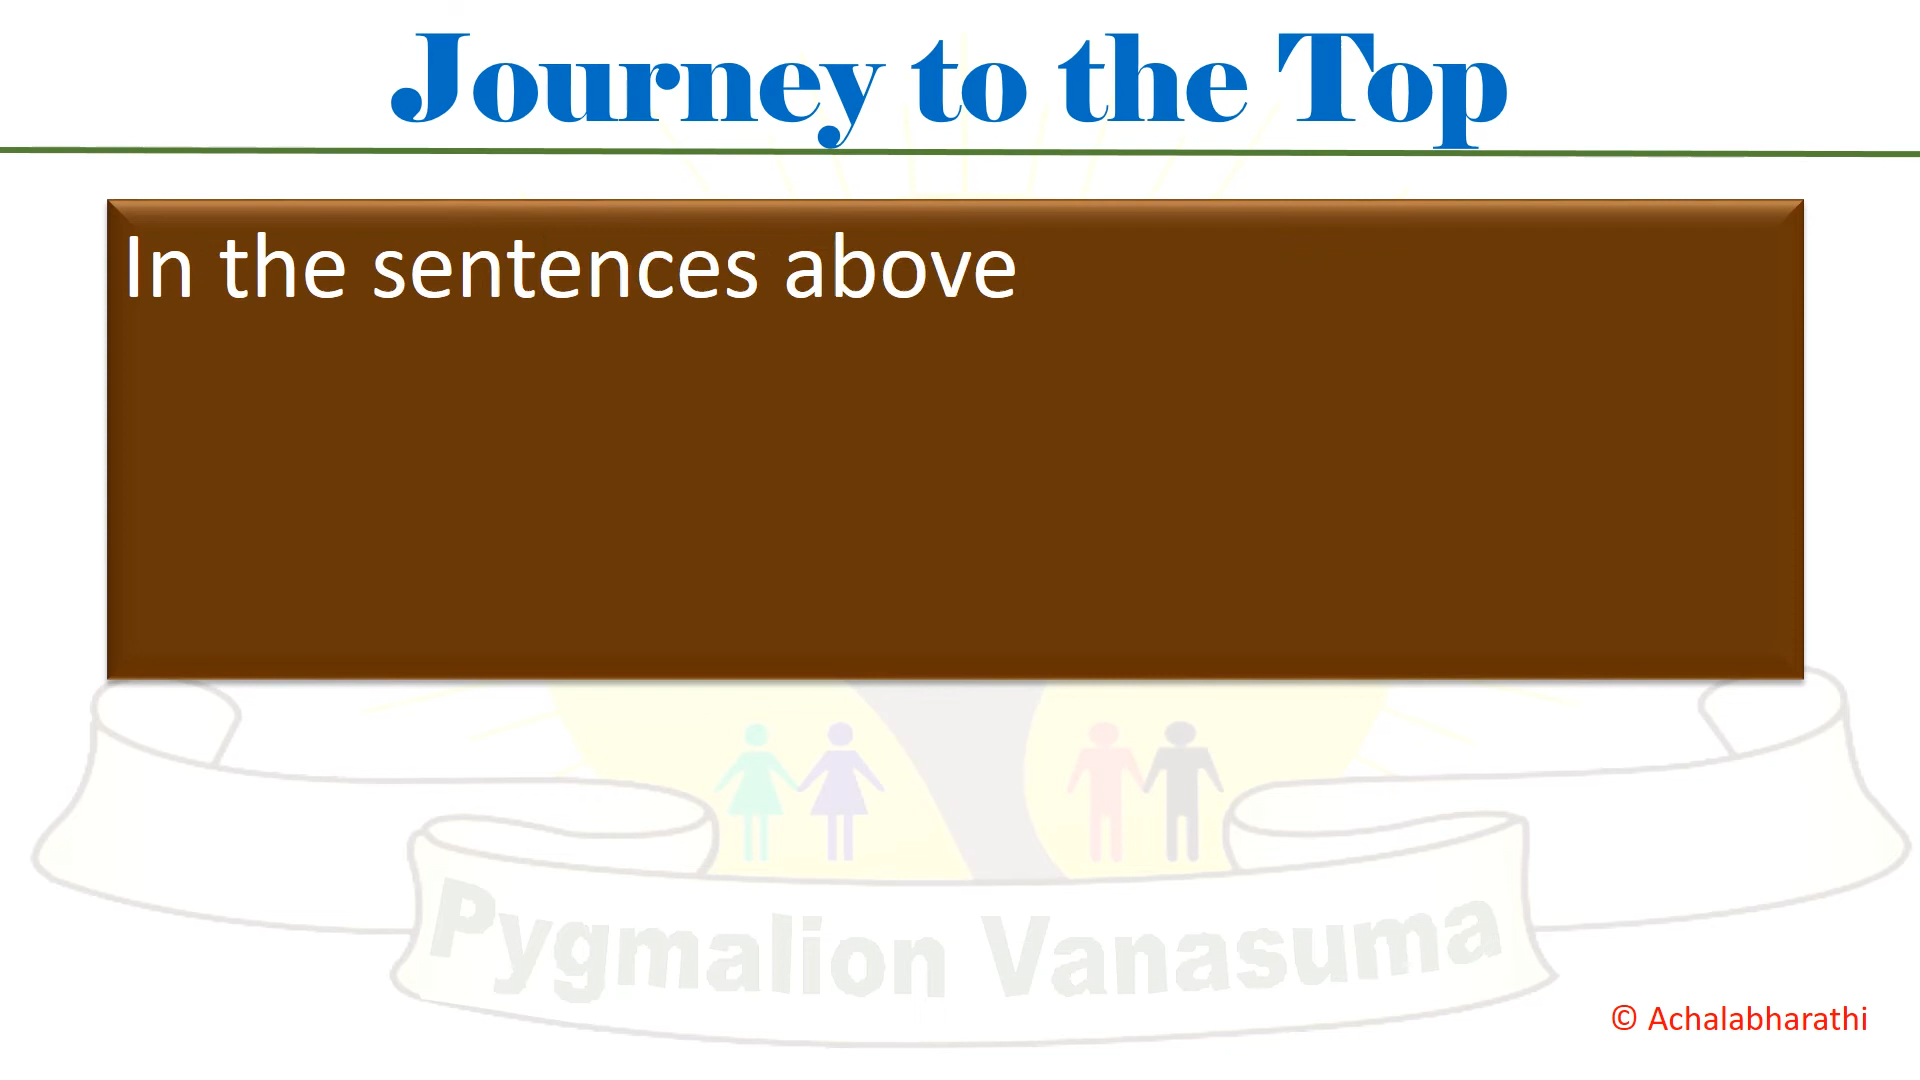 Journey to the Top
In the sentences above
Pygmalion Vanasuma
© Achalabharathi